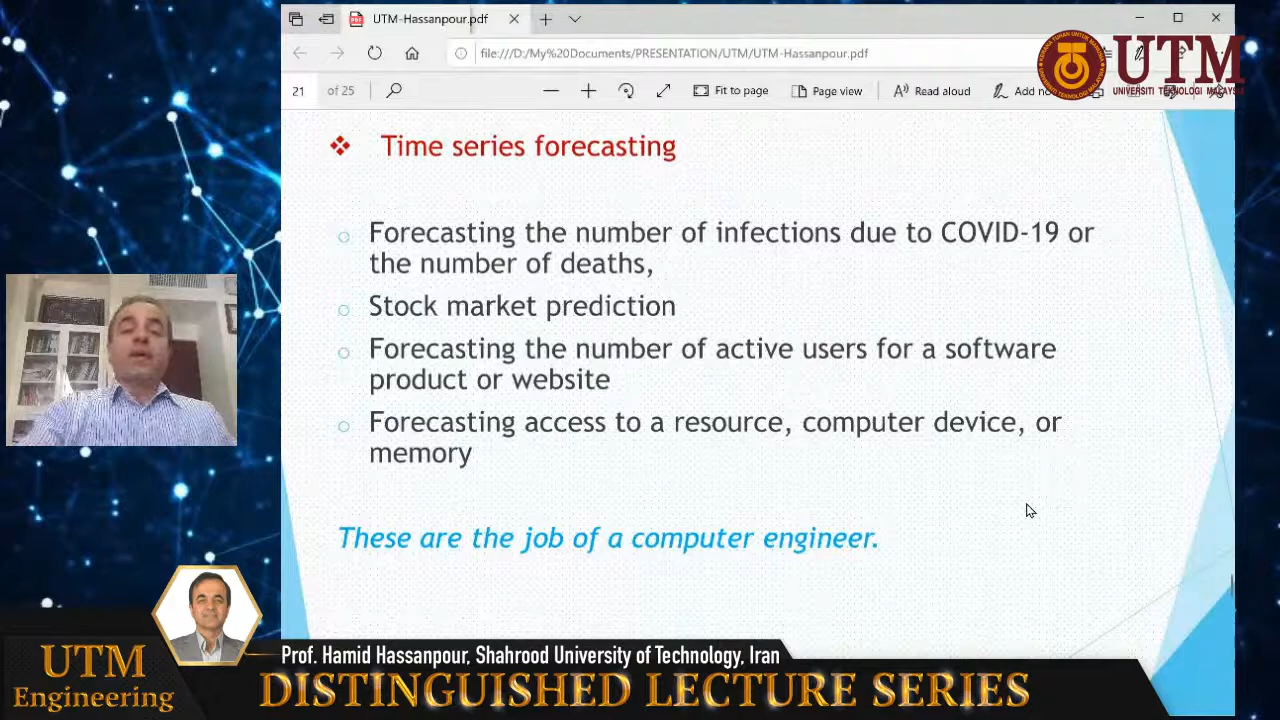 UTM-Hassanpour.pdf
file:///D:/My%20Documents/PRESENTATION/UTM/UTM-Hassanpour.pdf
UTM
UNIVERSITI TEKNOLOGI MALAYSIA
21 of 25
Fit to page
Page view
Read aloud
Add
Time series forecasting
Forecasting the number of infections due to COVID-19 or
the number of deaths,
Stock market prediction
Forecasting the number of active users for a software
product or website
Forecasting access to a resource, computer device, or
memory
These are the job of a computer engineer.
UTM
Engineering
Prof. Hamid Hassanpour, Shahrood University of Technology, Iran
DISTINGUISHED LECTURE SERIES